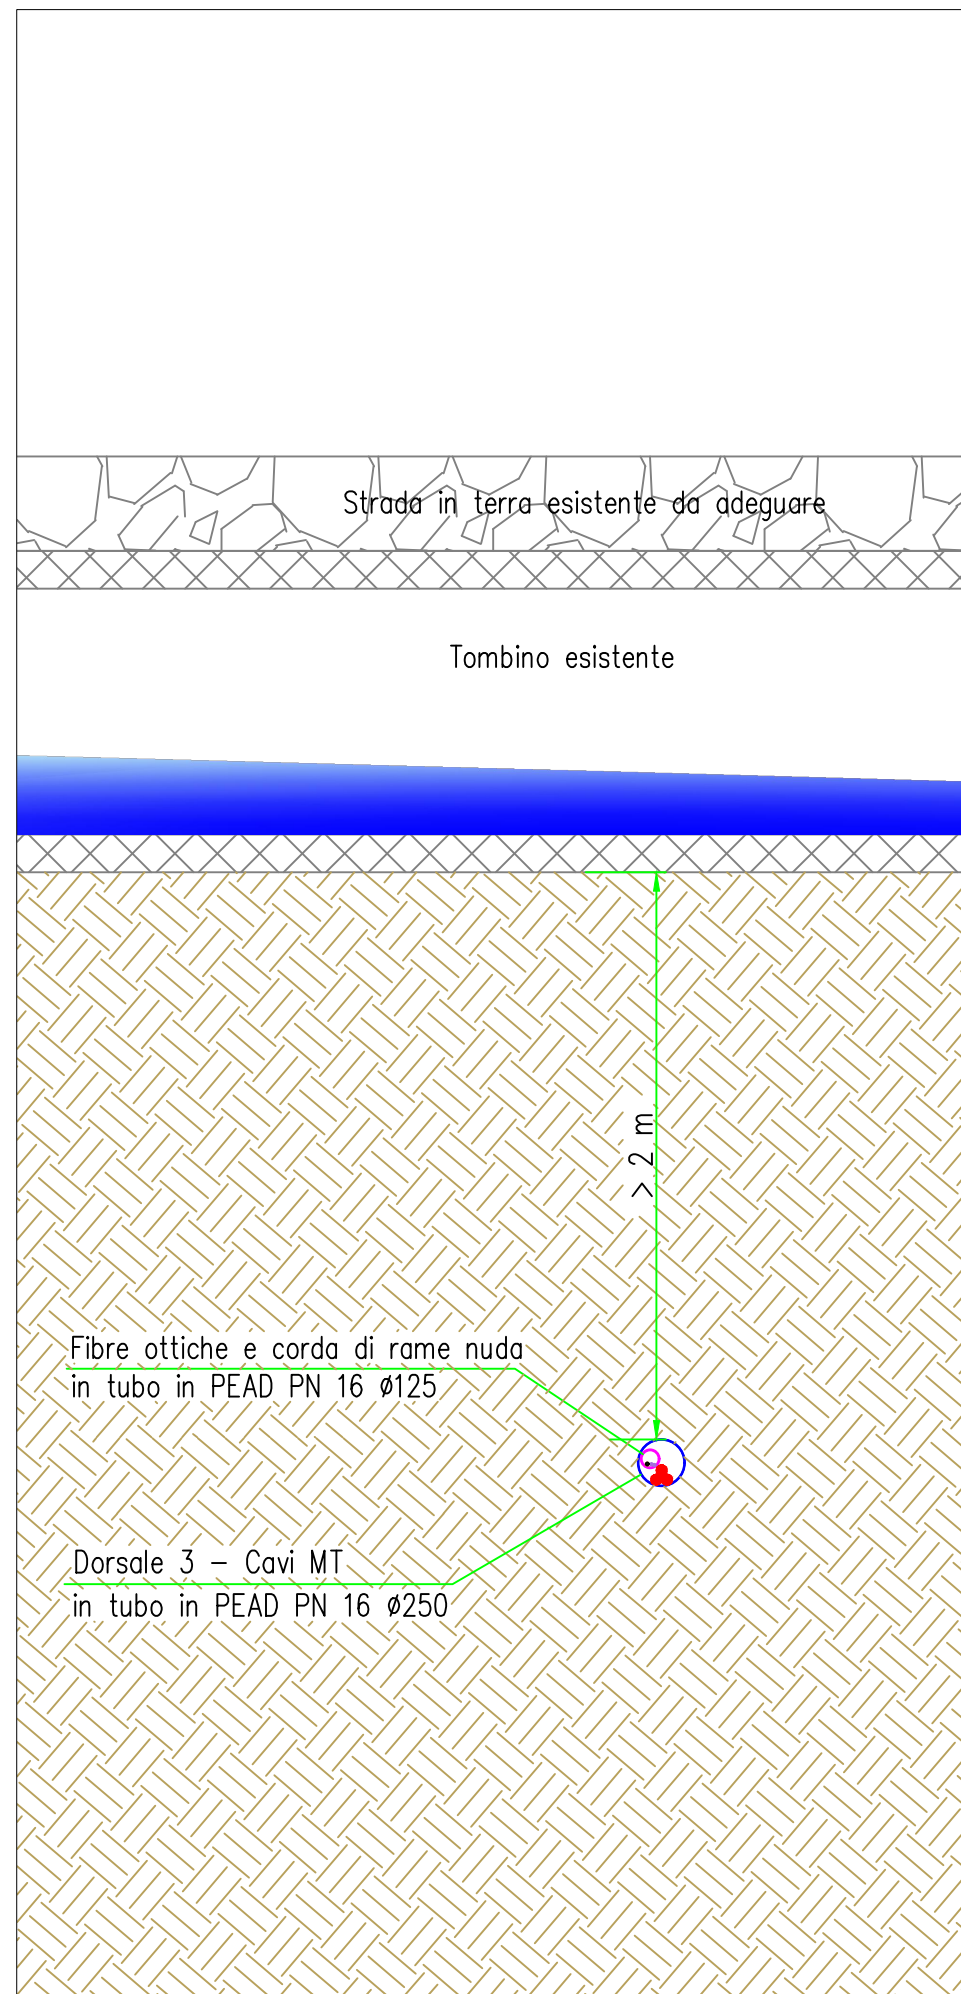 Strada in terra esistente da adeguare
Tombino esistente
> 2 m
Fibre ottiche e corda di rame nuda
in tubo in PEAD PN 16 ø125
Dorsale 3 - Cavi MT
in tubo in PEAD PN 16 ø250